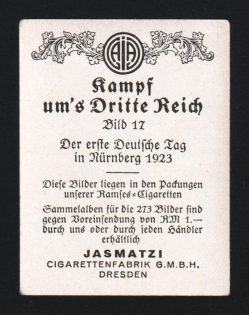 Kampf
um's Dritte Reich
Bild 17
Der erste Deutsche Tag
in Nürnberg 1923
Diese Bilder liegen in den Packungen
unserer Ramses-Cigaretten
Sammelalben für die 273 Bilder sind
gegen Voreinsendung von RM 1.—
durch uns oder durch jeden Händler
erhältlich
JASMATZI
CIGARETTENFABRIK G.M.B.H.
DRESDEN